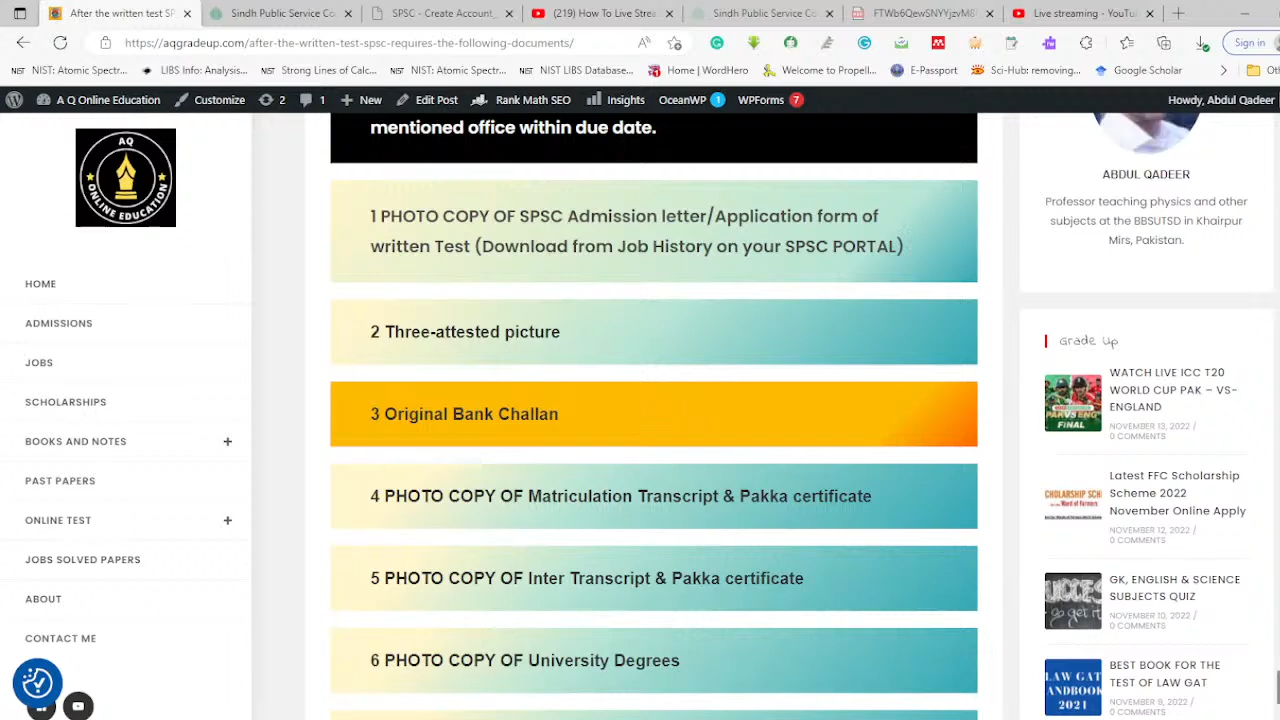 After the written test SP
Sindh Public Service Co
SPSC - Create Account,
(219) How To Live Strea
Sindh Public Service Co
FTWb6QewSNYYjzvM8
Live streaming - YouTu
https://aqgradeup.com/after-the-written-test-spsc-requires-the-following-documents/
Sign in
NIST: Atomic Spectr...
LIBS Info Analysis...
Strong Lines of Calc...
NIST: Atomic Spectr...
NIST LIBS Database...
Home | WordHero
Welcome to Propell...
E-Passport
Sci-Hub: removing...
Google Scholar
A Q Online Education
Customize
2
1
New
Edit Post
Rank Math SEO
Insights
OceanWP 1
WPForms 7
Howdy, Abdul Qadeer
AQ
ONLINE EDUCATION
HOME
ADMISSIONS
JOBS
SCHOLARSHIPS
BOOKS AND NOTES +
PAST PAPERS
ONLINE TEST +
JOBS SOLVED PAPERS
ABOUT
CONTACT ME
mentioned office within due date.
1 PHOTO COPY OF SPSC Admission letter/Application form of
written Test (Download from Job History on your SPSC PORTAL)
2 Three-attested picture
3 Original Bank Challan
4 PHOTO COPY OF Matriculation Transcript & Pakka certificate
5 PHOTO COPY OF Inter Transcript & Pakka certificate
6 PHOTO COPY OF University Degrees
ABDUL QADEER
Professor teaching physics and other
subjects at the BBSUTSD in Khairpur
Mirs, Pakistan.
Grade Up
WATCH LIVE ICC T20
WORLD CUP PAK – VS-
ENGLAND
NOVEMBER 13, 2022 /
0 COMMENTS
Latest FFC Scholarship
Scheme 2022
November Online Apply
NOVEMBER 12, 2022 /
0 COMMENTS
GK, ENGLISH & SCIENCE
SUBJECTS QUIZ
NOVEMBER 10, 2022 /
0 COMMENTS
BEST BOOK FOR THE
TEST OF LAW GAT
NOVEMBER 9, 2022 /
0 COMMENTS